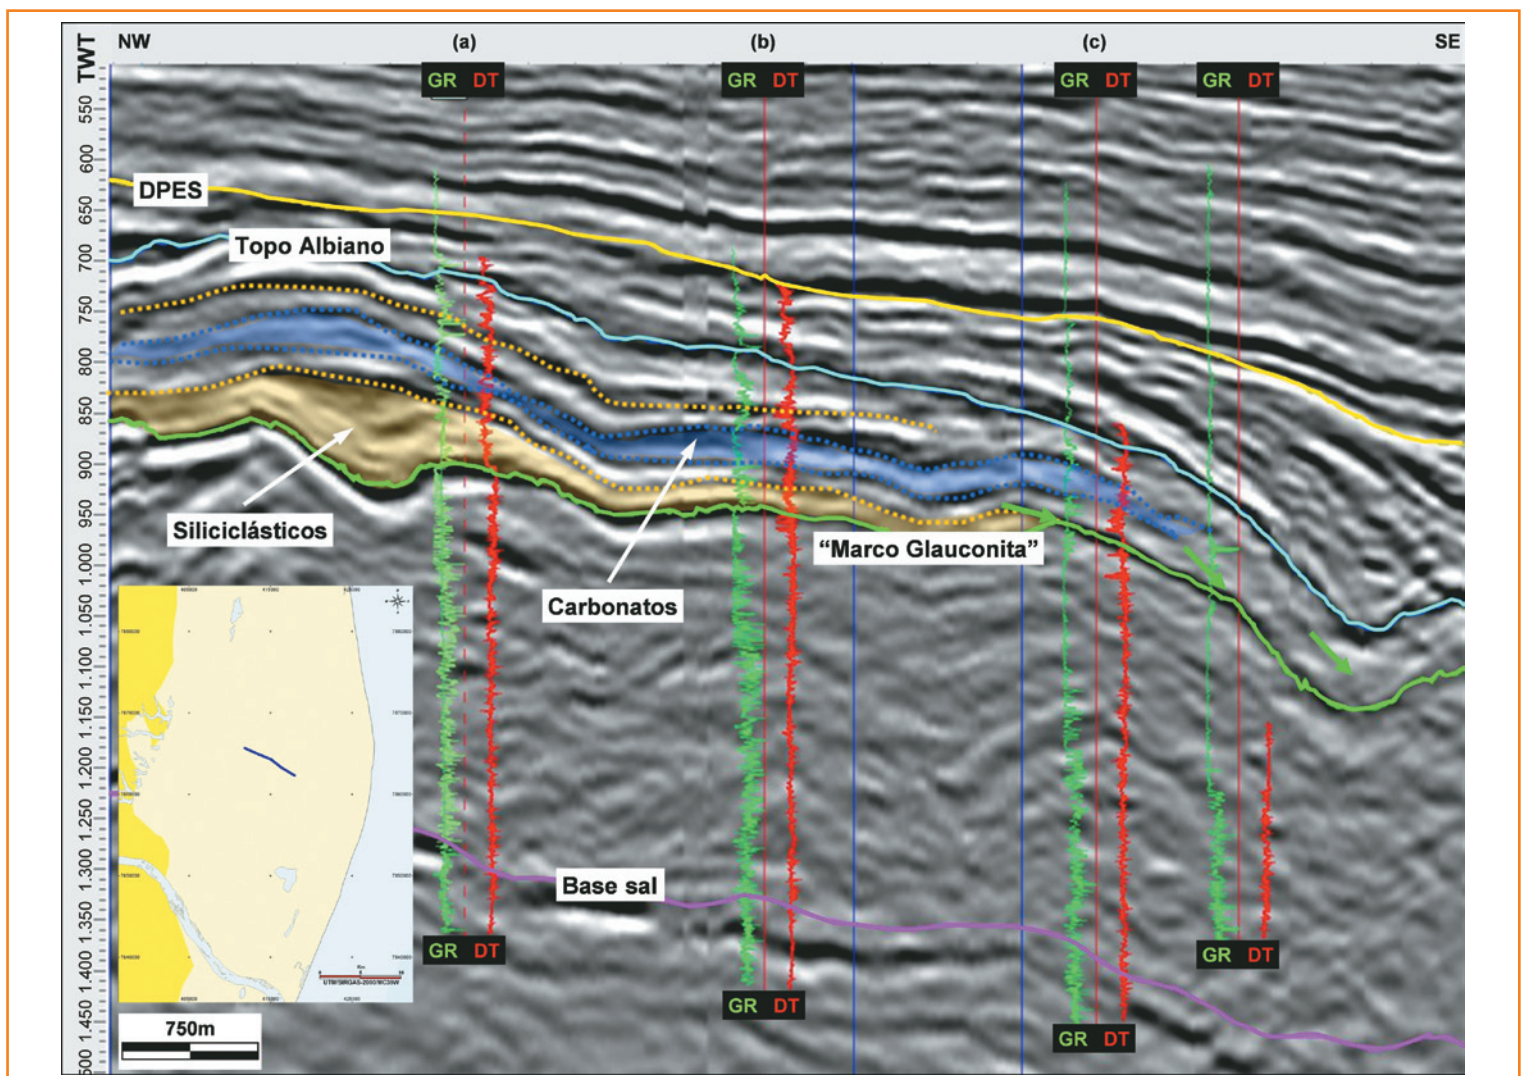 NW (a) (b) (c) SE
TWT
GR DT GR DT GR DT GR DT
550
600
650
700
750
800
850
900
950
1.000
1.050
1.100
1.150
1.200
1.250
1.300
1.350
1.400
1.450
DPES
Topo Albiano
Siliciclásticos
“Marco Glauconita”
Carbonatos
Base sal
GR DT
GR DT
GR DT
GR DT
750m